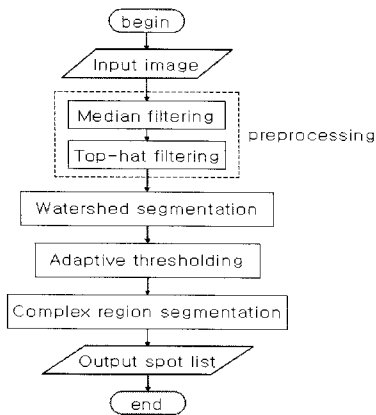 begin
Input image
Median filtering
preprocessing
Top-hat filtering
Watershed segmentation
Adaptive thresholding
Complex region segmentation
Output spot list
end